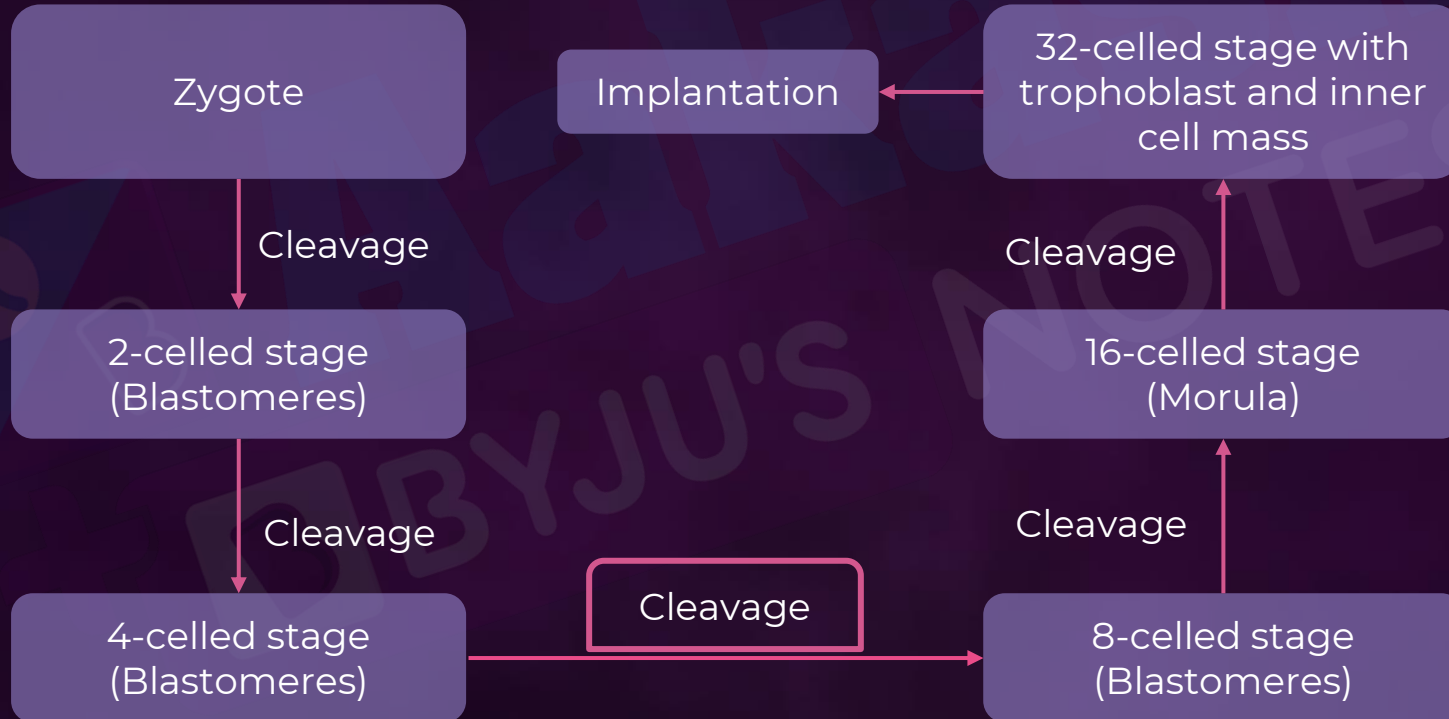 Zygote
Cleavage
2-celled stage
(Blastomeres)
Cleavage
4-celled stage
(Blastomeres)
Cleavage
8-celled stage
(Blastomeres)
Cleavage
16-celled stage
(Morula)
Cleavage
32-celled stage with
trophoblast and inner
cell mass
Implantation
BYJU'S NOTES